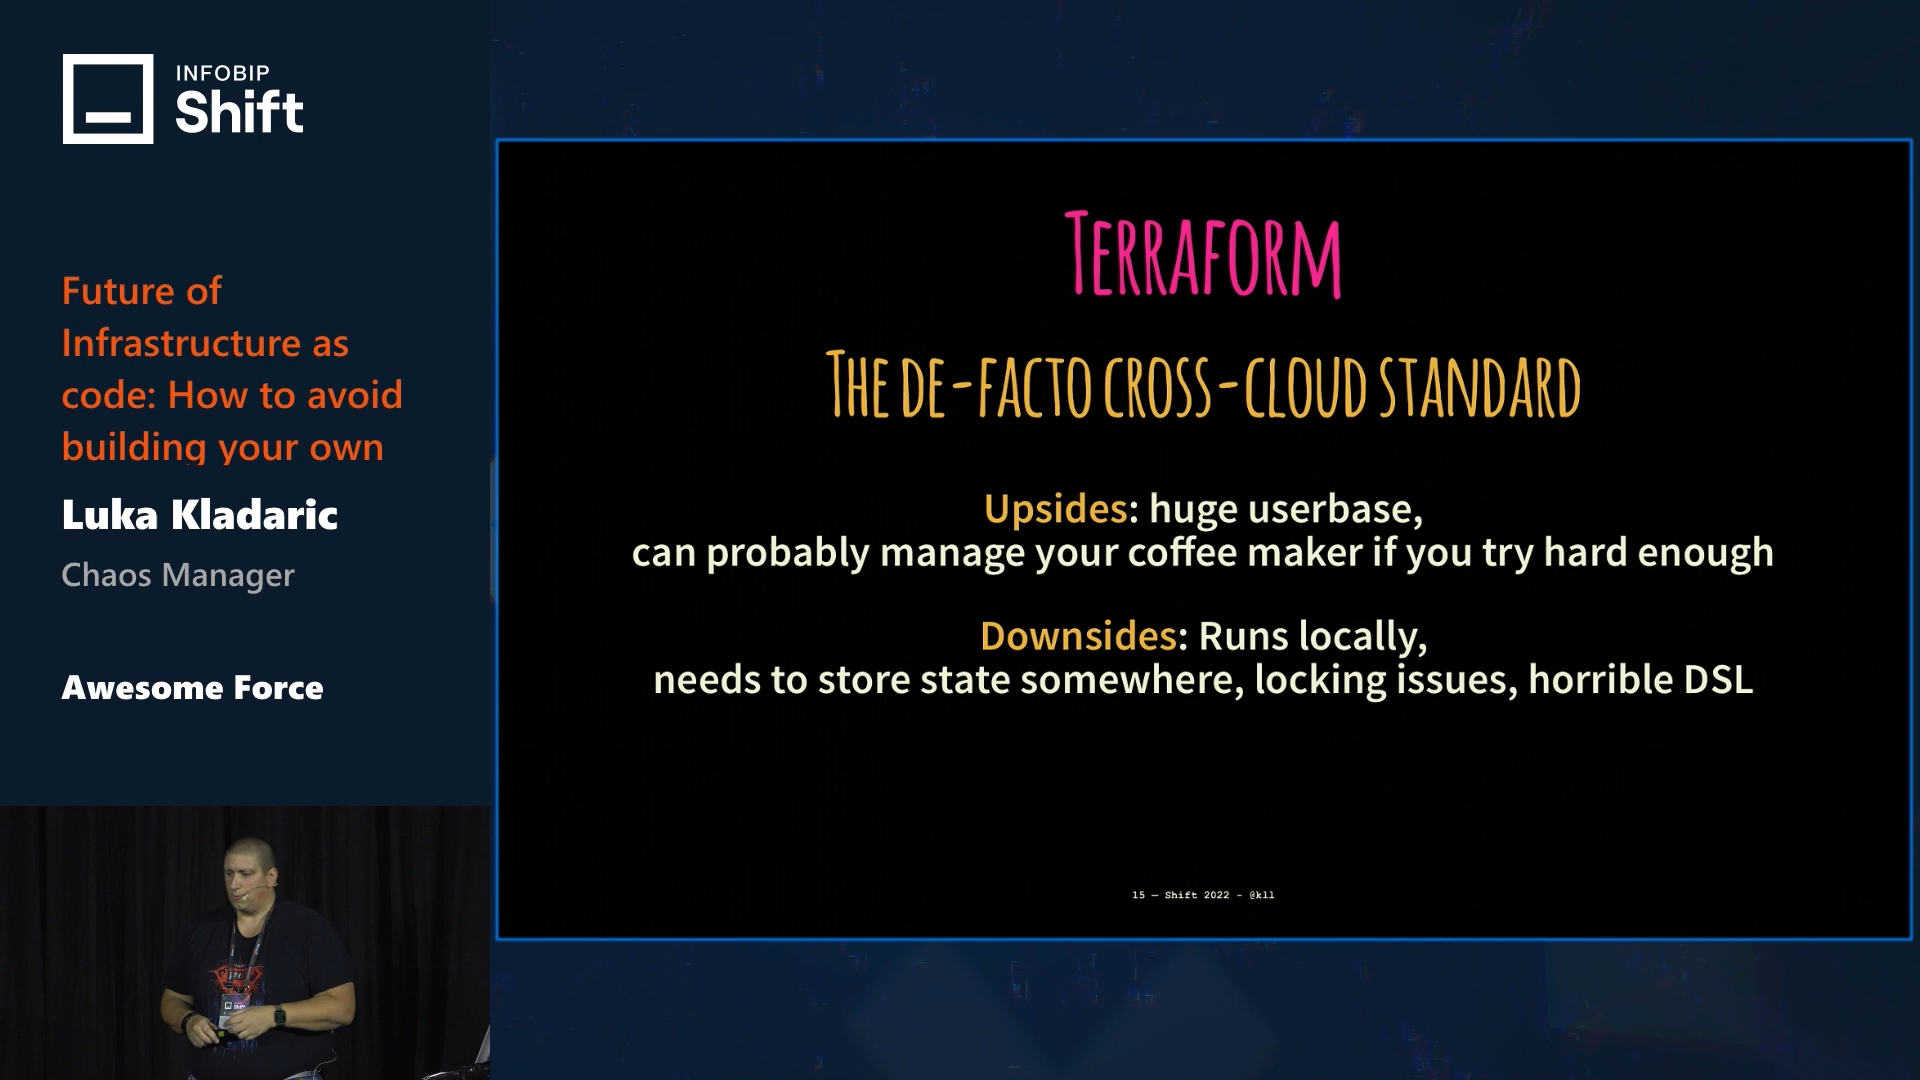 INFOBIP
Shift
Future of
Infrastructure as
code: How to avoid
building your own
Luka Kladaric
Chaos Manager
Awesome Force
TERRAFORM
THE DE-FACTO CROSS-CLOUD STANDARD
Upsides: huge userbase,
can probably manage your coffee maker if you try hard enough
Downsides: Runs locally,
needs to store state somewhere, locking issues, horrible DSL
15 — Shift 2022 - @kll